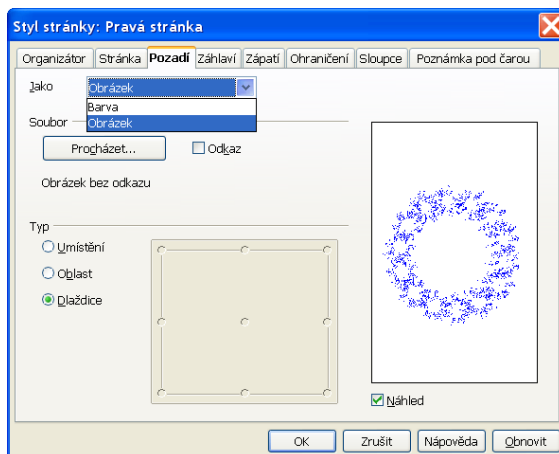 Styl stránky: Pravá stránka
Organizátor Stránka Pozadí Záhlaví Zápatí Ohraničení Sloupce Poznámka pod čarou
Jako Obrázek
Barva
Obrázek
Soubor
Procházet... Odkaz
Obrázek bez odkazu
Typ
Umístění
Oblast
Dlaždice
Náhled
OK Zrušit Nápověda Obnovit